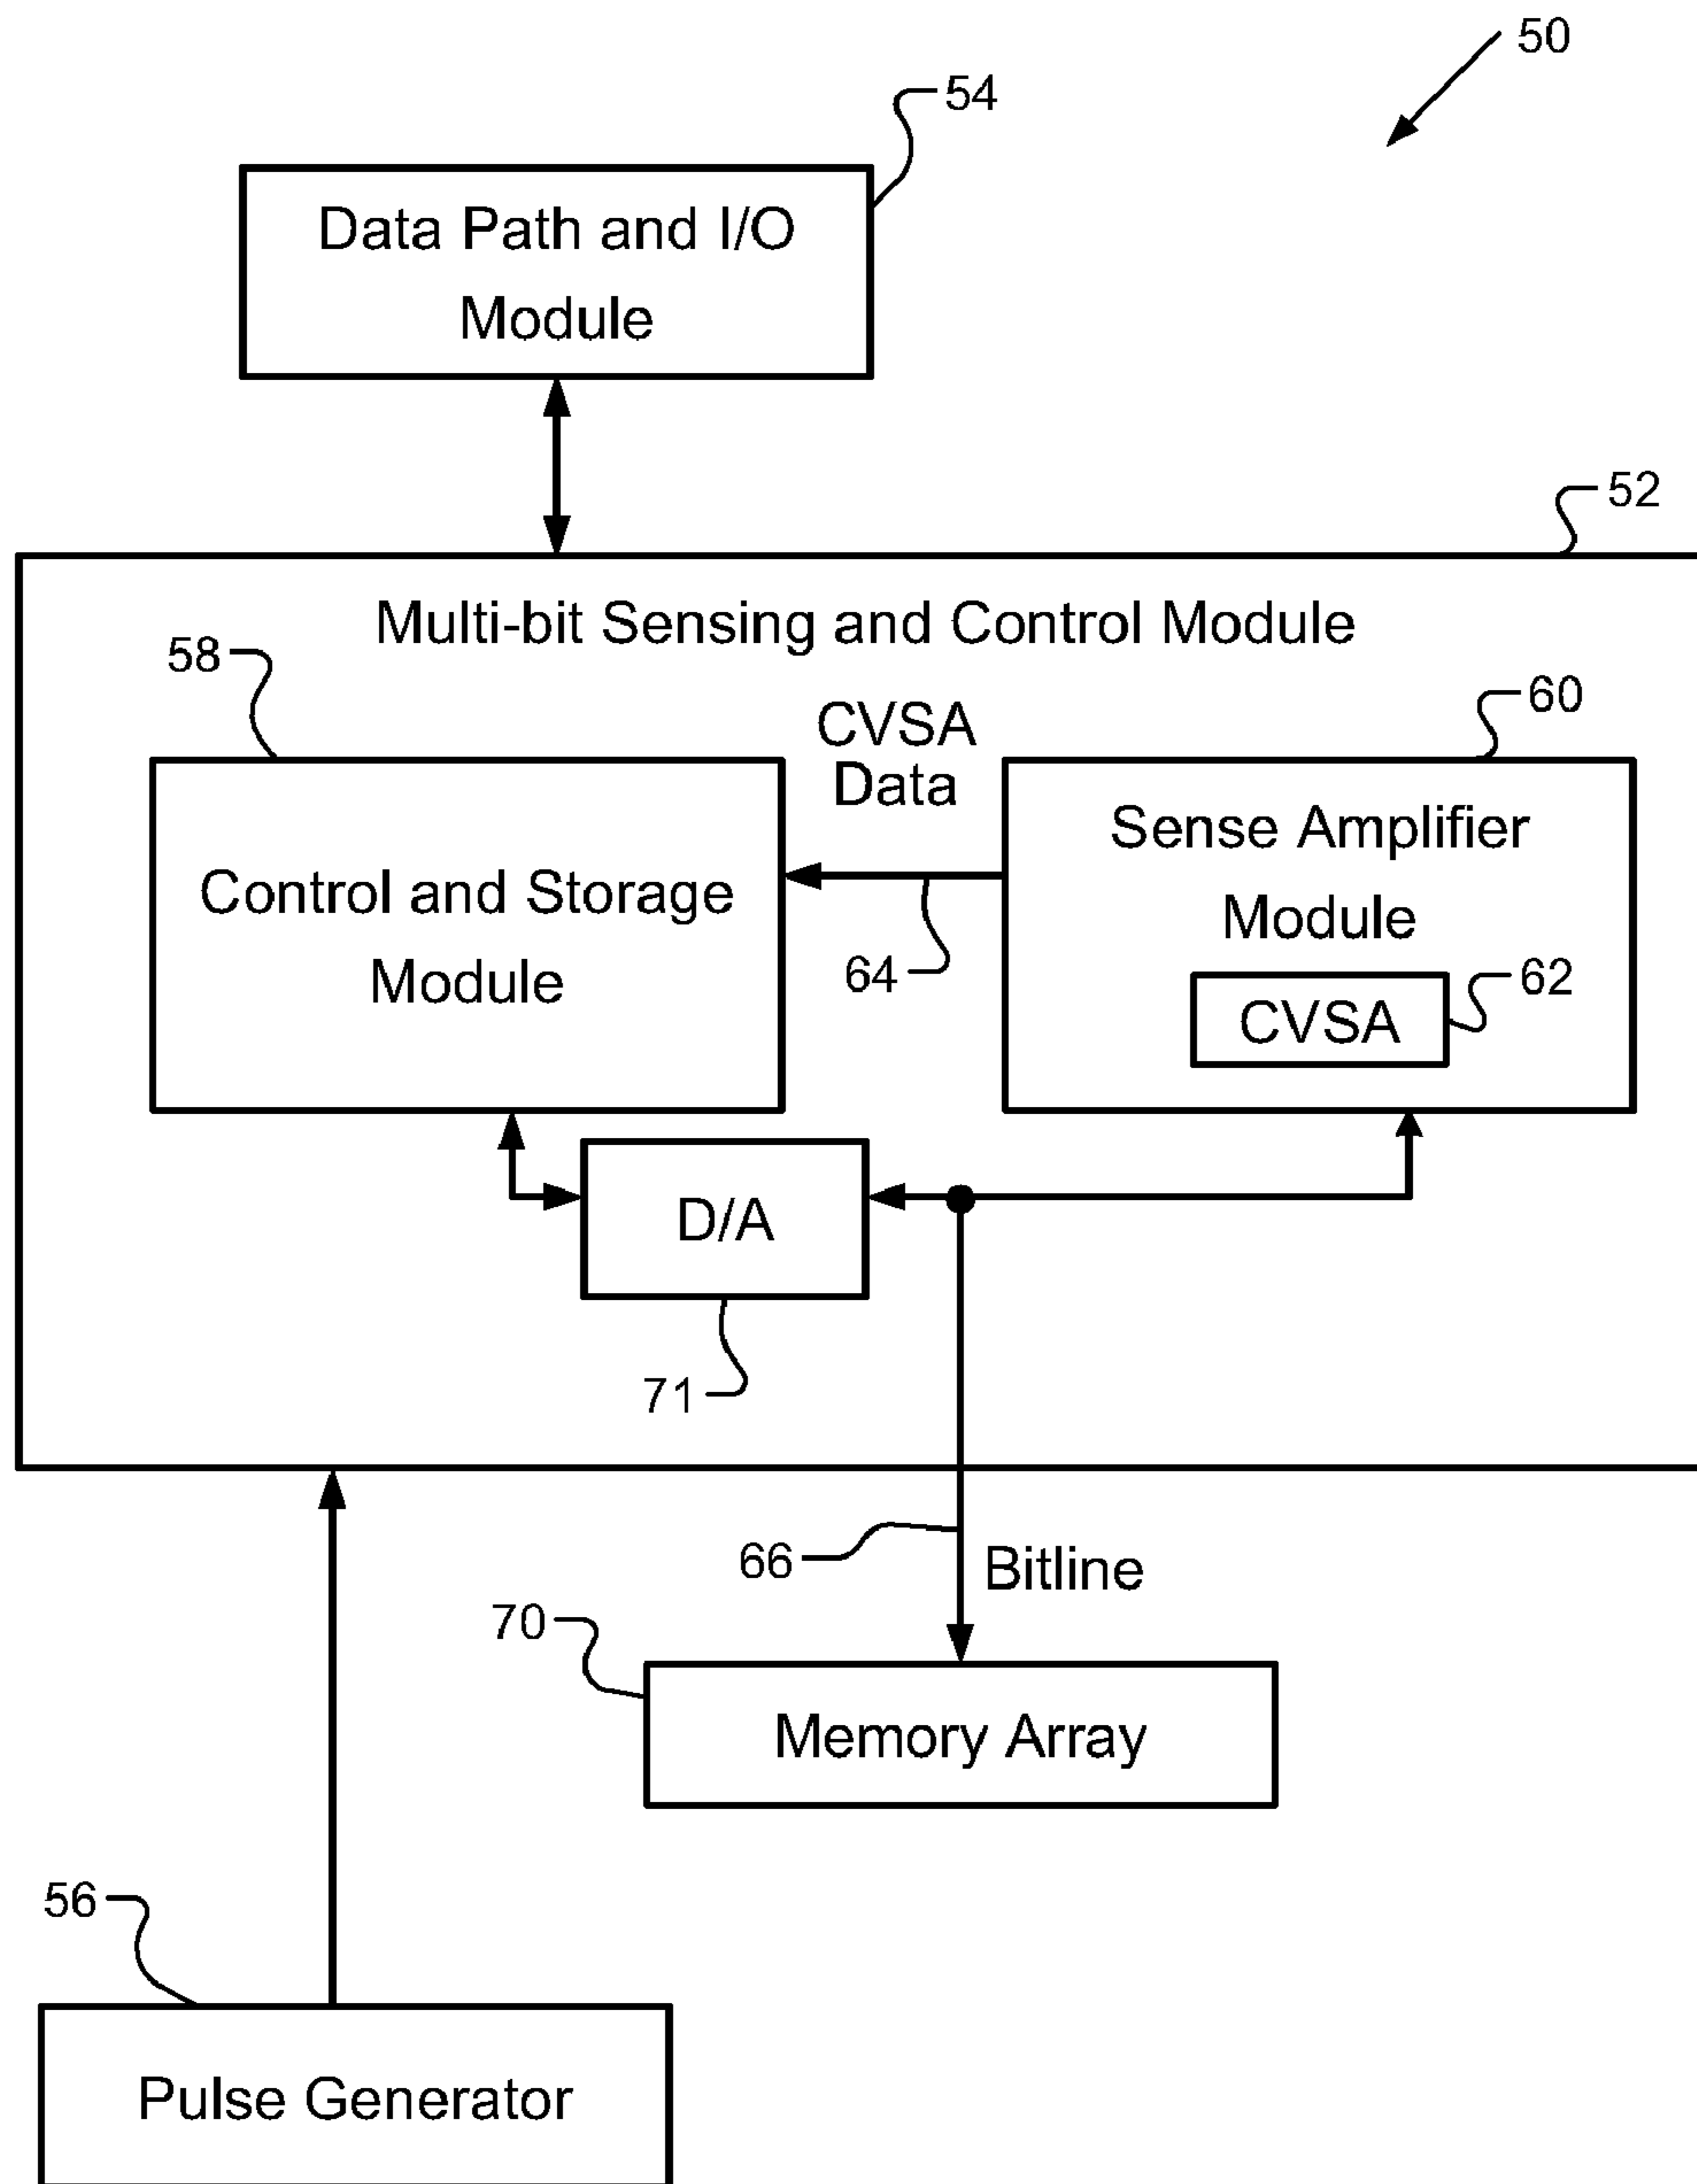 50
54
Data Path and I/O
Module
52
Multi-bit Sensing and Control Module
58
CVSA
Data
60
Control and Storage
Module
Sense Amplifier
Module
64
62
CVSA
D/A
71
66
Bitline
70
Memory Array
56
Pulse Generator